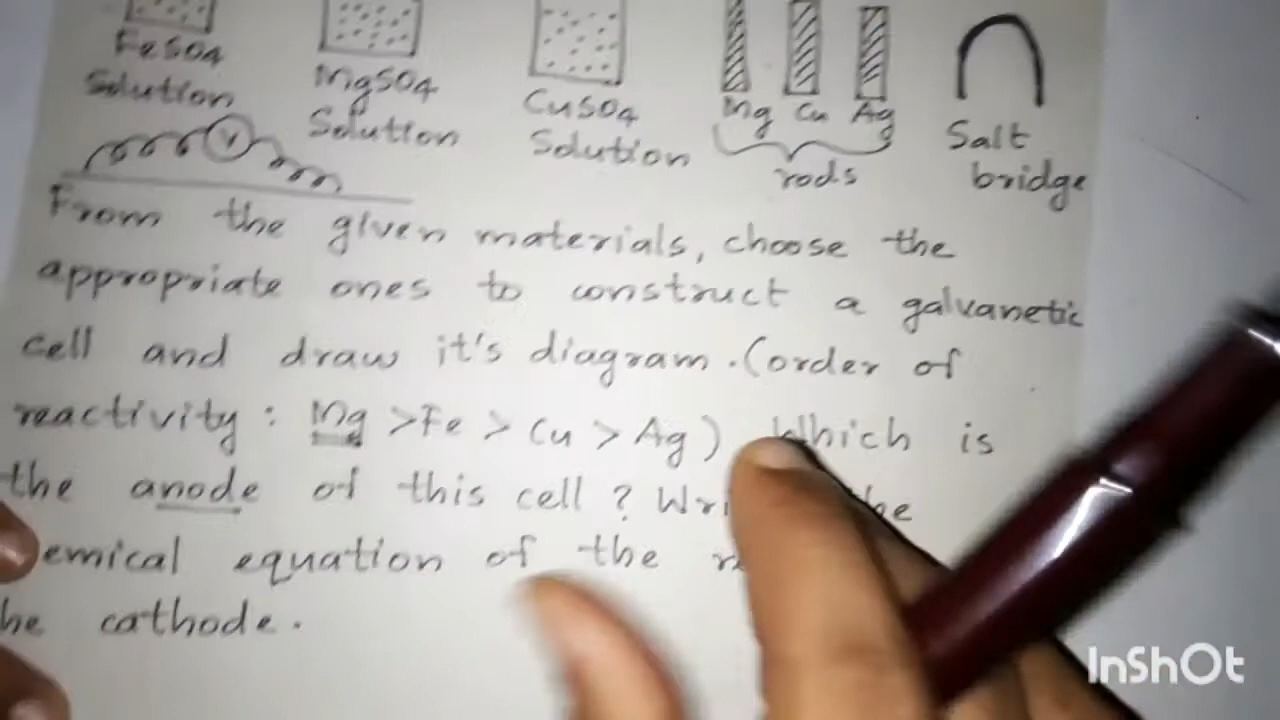 FeSO4
Solution
MgSO4
Solution
CuSO4
Solution
Mg Cu Ag
rods
Salt
bridge
V
From the given materials, choose the
appropriate ones to construct a galvanetic
cell and draw it's diagram. (order of
reactivity : Mg >Fe > Cu > Ag) Which is
the anode of this cell ?
emical equation of the
he cathode.
InShOt